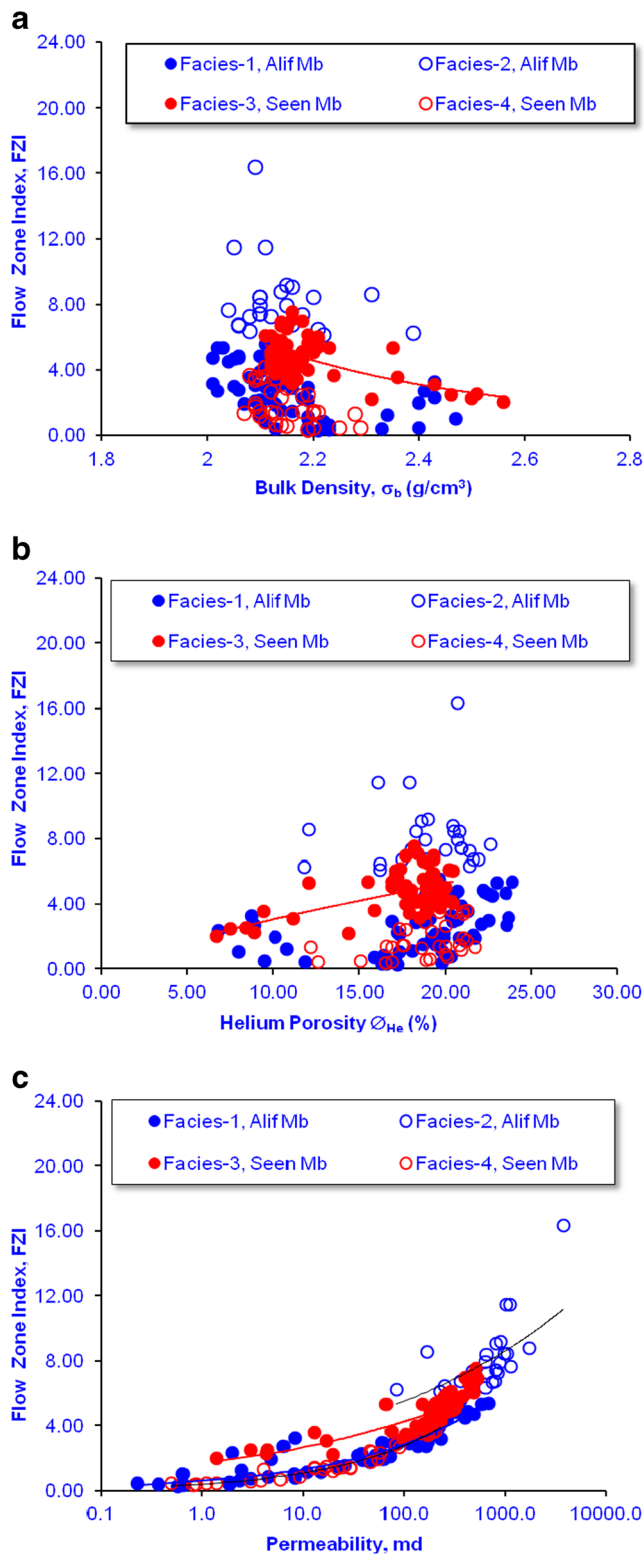 a
24.00
Facies-1, Alif Mb
Facies-2, Alif Mb
20.00
Facies-3, Seen Mb
Facies-4, Seen Mb
16.00
12.00
8.00
4.00
0.00
Flow Zone Index, FZI
1.8 2 2.2 2.4 2.6 2.8
Bulk Density, σb (g/cm³)
b
24.00
Facies-1, Alif Mb
Facies-2, Alif Mb
20.00
Facies-3, Seen Mb
Facies-4, Seen Mb
16.00
12.00
8.00
4.00
0.00
Flow Zone Index, FZI
0.00 5.00 10.00 15.00 20.00 25.00 30.00
Helium Porosity ∅He (%)
c
24.00
Facies-1, Alif Mb
Facies-2, Alif Mb
20.00
Facies-3, Seen Mb
Facies-4, Seen Mb
16.00
12.00
8.00
4.00
0.00
Flow Zone Index, FZI
0.1 1.0 10.0 100.0 1000.0 10000.0
Permeability, md